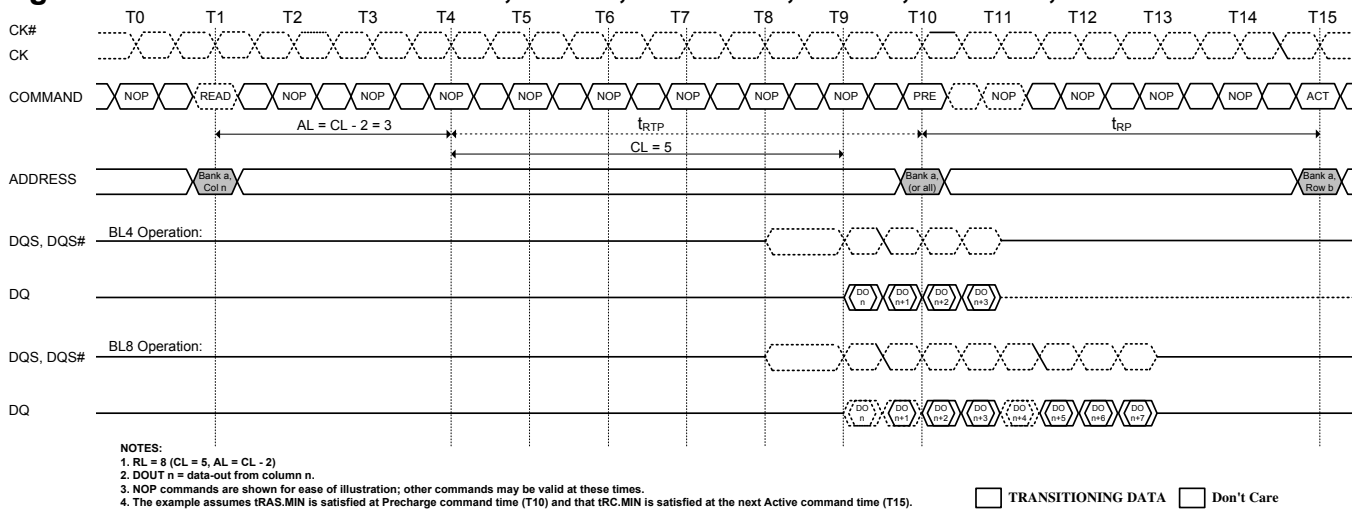 T0 T1 T2 T3 T4 T5 T6 T7 T8 T9 T10 T11 T12 T13 T14 T15
CK#
CK
COMMAND NOP READ NOP NOP NOP NOP NOP NOP NOP NOP PRE NOP NOP NOP NOP ACT
AL = CL - 2 = 3 tRTP tRP
CL = 5
ADDRESS Bank a, Col n Bank a, (or all) Bank a, Row b
BL4 Operation:
DQS, DQS#
DQ DO n DO n+1 DO n+2 DO n+3
BL8 Operation:
DQS, DQS#
DQ DO n DO n+1 DO n+2 DO n+3 DO n+4 DO n+5 DO n+6 DO n+7
NOTES:
1. RL = 8 (CL = 5, AL = CL - 2)
2. DOUT n = data-out from column n.
3. NOP commands are shown for ease of illustration; other commands may be valid at these times.
4. The example assumes tRAS.MIN is satisfied at Precharge command time (T10) and that tRC.MIN is satisfied at the next Active command time (T15).
TRANSITIONING DATA Don't Care